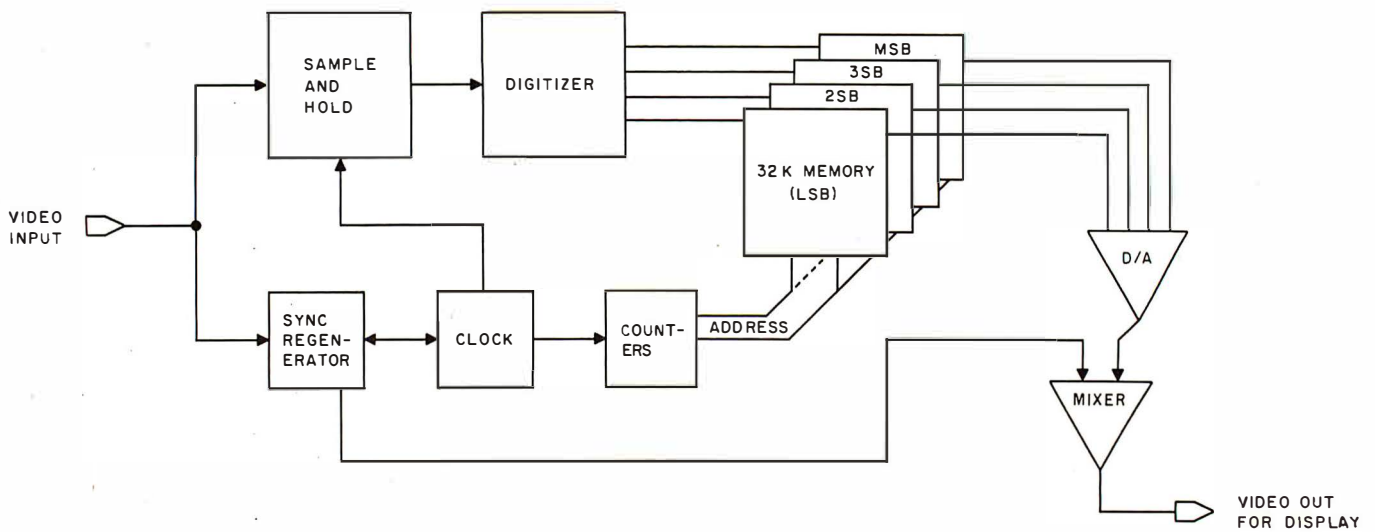 SAMPLE
AND
HOLD
DIGITIZER
MSB
3SB
2SB
32K MEMORY
(LSB)
VIDEO
INPUT
D/A
SYNC
REGEN-
ERATOR
CLOCK
COUNT-
ERS
ADDRESS
MIXER
VIDEO OUT
FOR DISPLAY